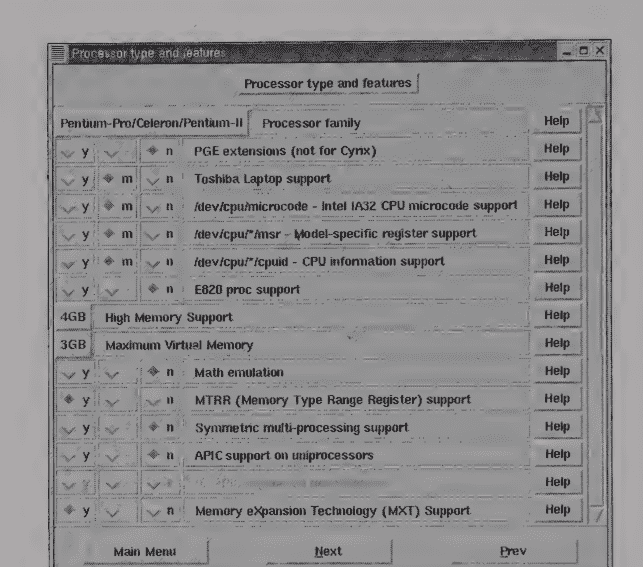 Processor type and features
Processor type and features
Pentium-Pro/Celeron/Pentium-II Processor family Help
y n PGE extensions (not for Cyrix) Help
y m n Toshiba Laptop support Help
y m n /dev/cpu/microcode - Intel IA32 CPU microcode support Help
y m n /dev/cpu/*/msr - Model-specific register support Help
y m n /dev/cpu/*/cpuid - CPU information support Help
y n E820 proc support Help
4GB High Memory Support Help
3GB Maximum Virtual Memory Help
y n Math emulation Help
y n MTRR (Memory Type Range Register) support Help
y n Symmetric multi-processing support Help
y n APIC support on uniprocessors Help
Help
y n Memory eXpansion Technology (MXT) Support Help
Main Menu Next Prev